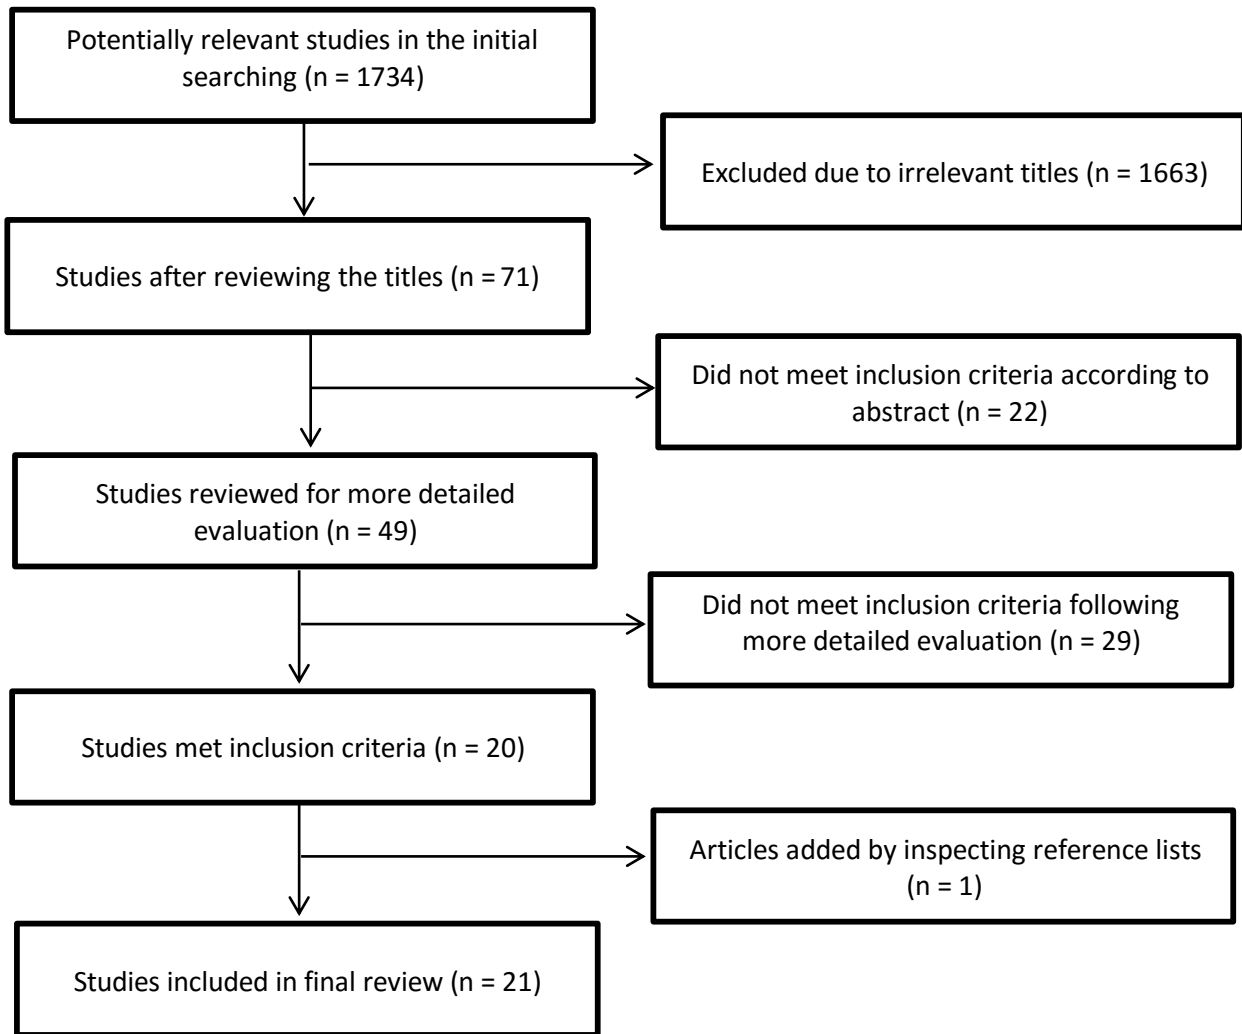 Potentially relevant studies in the initial
searching (n = 1734)
Excluded due to irrelevant titles (n = 1663)
Studies after reviewing the titles (n = 71)
Did not meet inclusion criteria according to
abstract (n = 22)
Studies reviewed for more detailed
evaluation (n = 49)
Did not meet inclusion criteria following
more detailed evaluation (n = 29)
Studies met inclusion criteria (n = 20)
Articles added by inspecting reference lists
(n = 1)
Studies included in final review (n = 21)